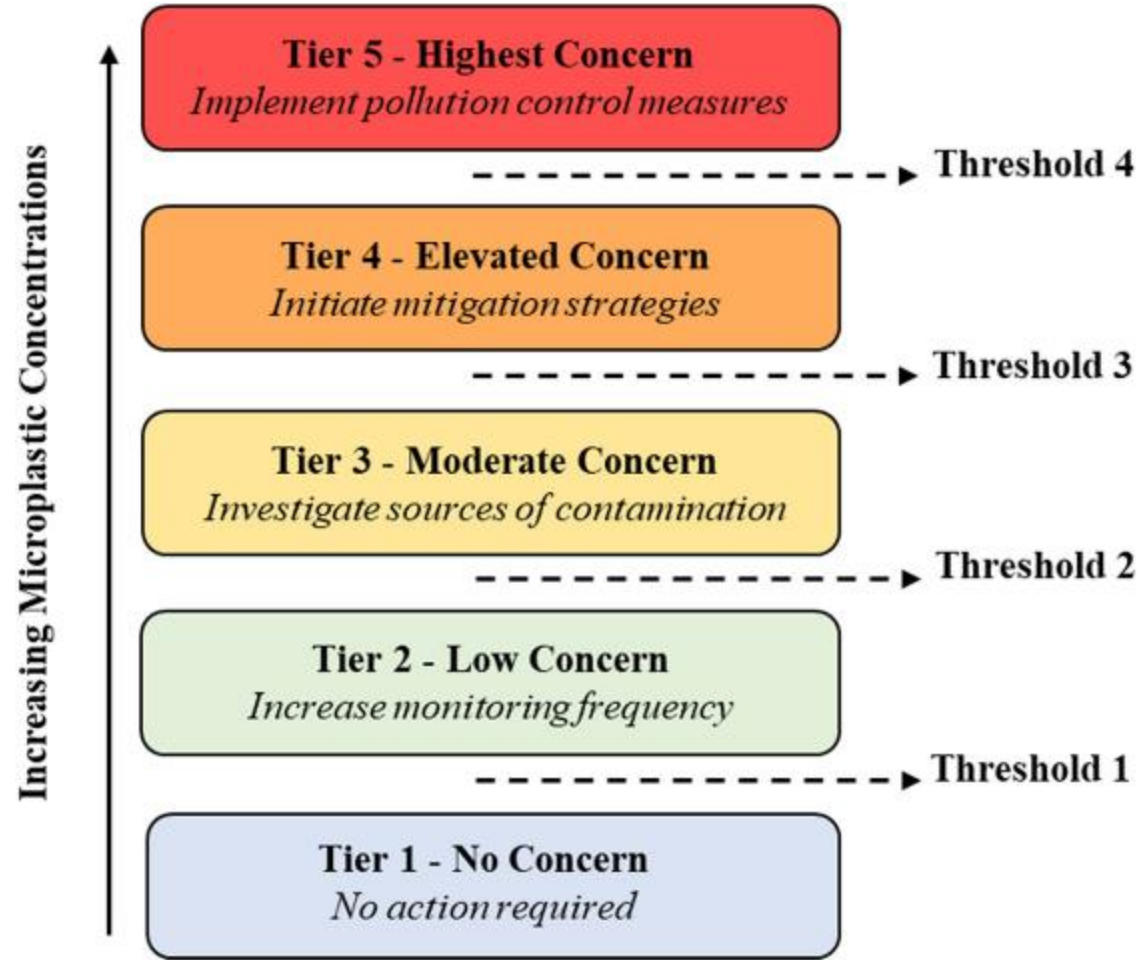 Increasing Microplastic Concentrations
Tier 5 - Highest Concern
Implement pollution control measures
Threshold 4
Tier 4 - Elevated Concern
Initiate mitigation strategies
Threshold 3
Tier 3 - Moderate Concern
Investigate sources of contamination
Threshold 2
Tier 2 - Low Concern
Increase monitoring frequency
Threshold 1
Tier 1 - No Concern
No action required